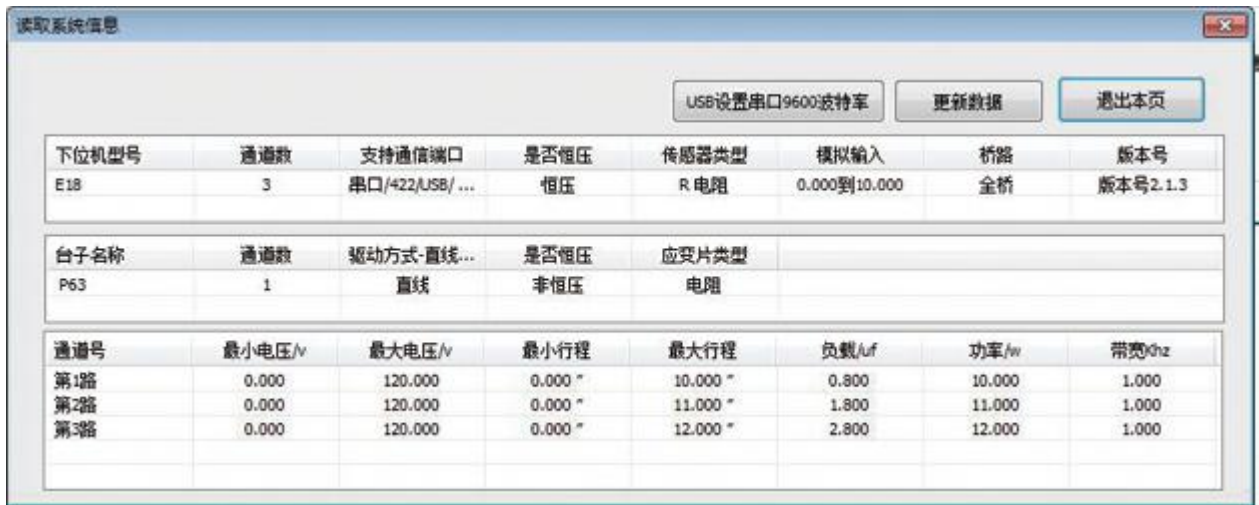 读取系统信息
USB设置串口9600波特率 更新数据 退出本页
下位机型号 通道数 支持通信端口 是否恒压 传感器类型 模拟输入 桥路 版本号
E18 3 串口/422/USB/... 恒压 R电阻 0.000到10.000 全桥 版本号2.1.3
台子名称 通道数 驱动方式-直线... 是否恒压 应变片类型
P63 1 直线 非恒压 电阻
通道号 最小电压/v 最大电压/v 最小行程 最大行程 负载/uf 功率/w 带宽Khz
第1路 0.000 120.000 0.000 ″ 10.000 ″ 0.800 10.000 1.000
第2路 0.000 120.000 0.000 ″ 11.000 ″ 1.800 11.000 1.000
第3路 0.000 120.000 0.000 ″ 12.000 ″ 2.800 12.000 1.000